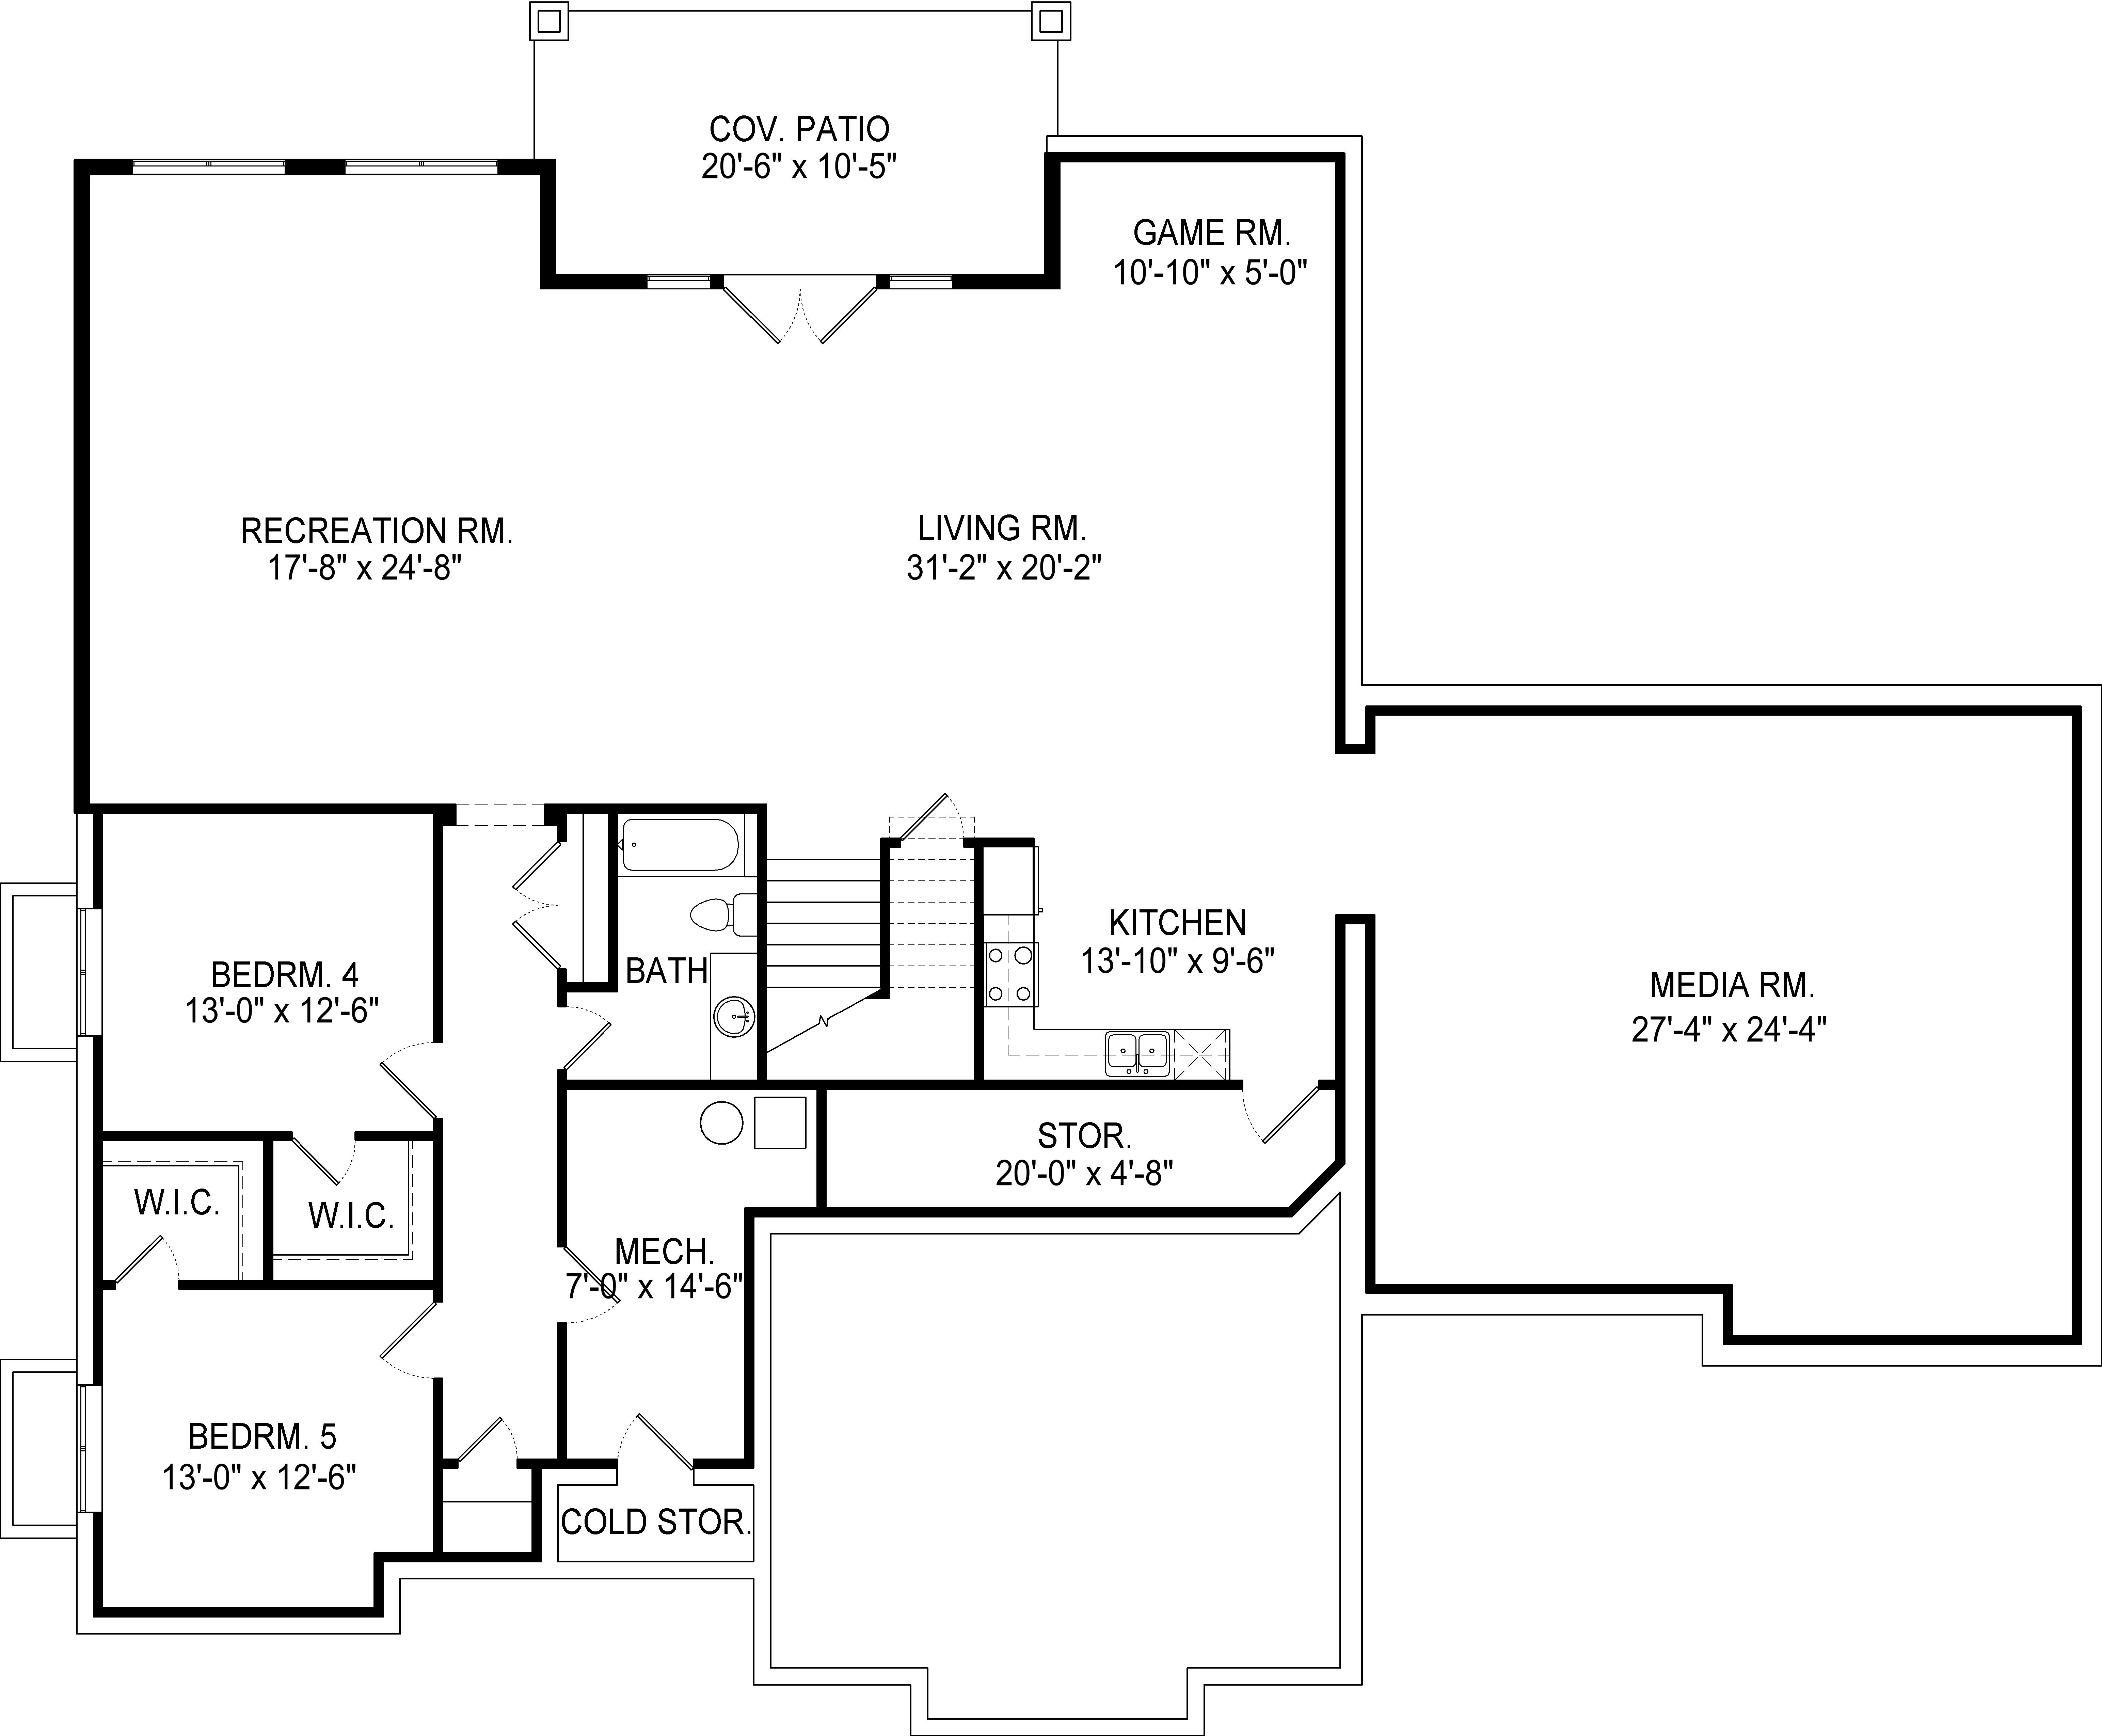 COV. PATIO
20'-6" x 10'-5"
GAME RM.
10'-10" x 5'-0"
RECREATION RM.
17'-8" x 24'-8"
LIVING RM.
31'-2" x 20'-2"
KITCHEN
13'-10" x 9'-6"
BEDRM. 4
13'-0" x 12'-6"
BATH
MEDIA RM.
27'-4" x 24'-4"
STOR.
20'-0" x 4'-8"
W.I.C.
W.I.C.
MECH.
7'-0" x 14'-6"
BEDRM. 5
13'-0" x 12'-6"
COLD STOR.